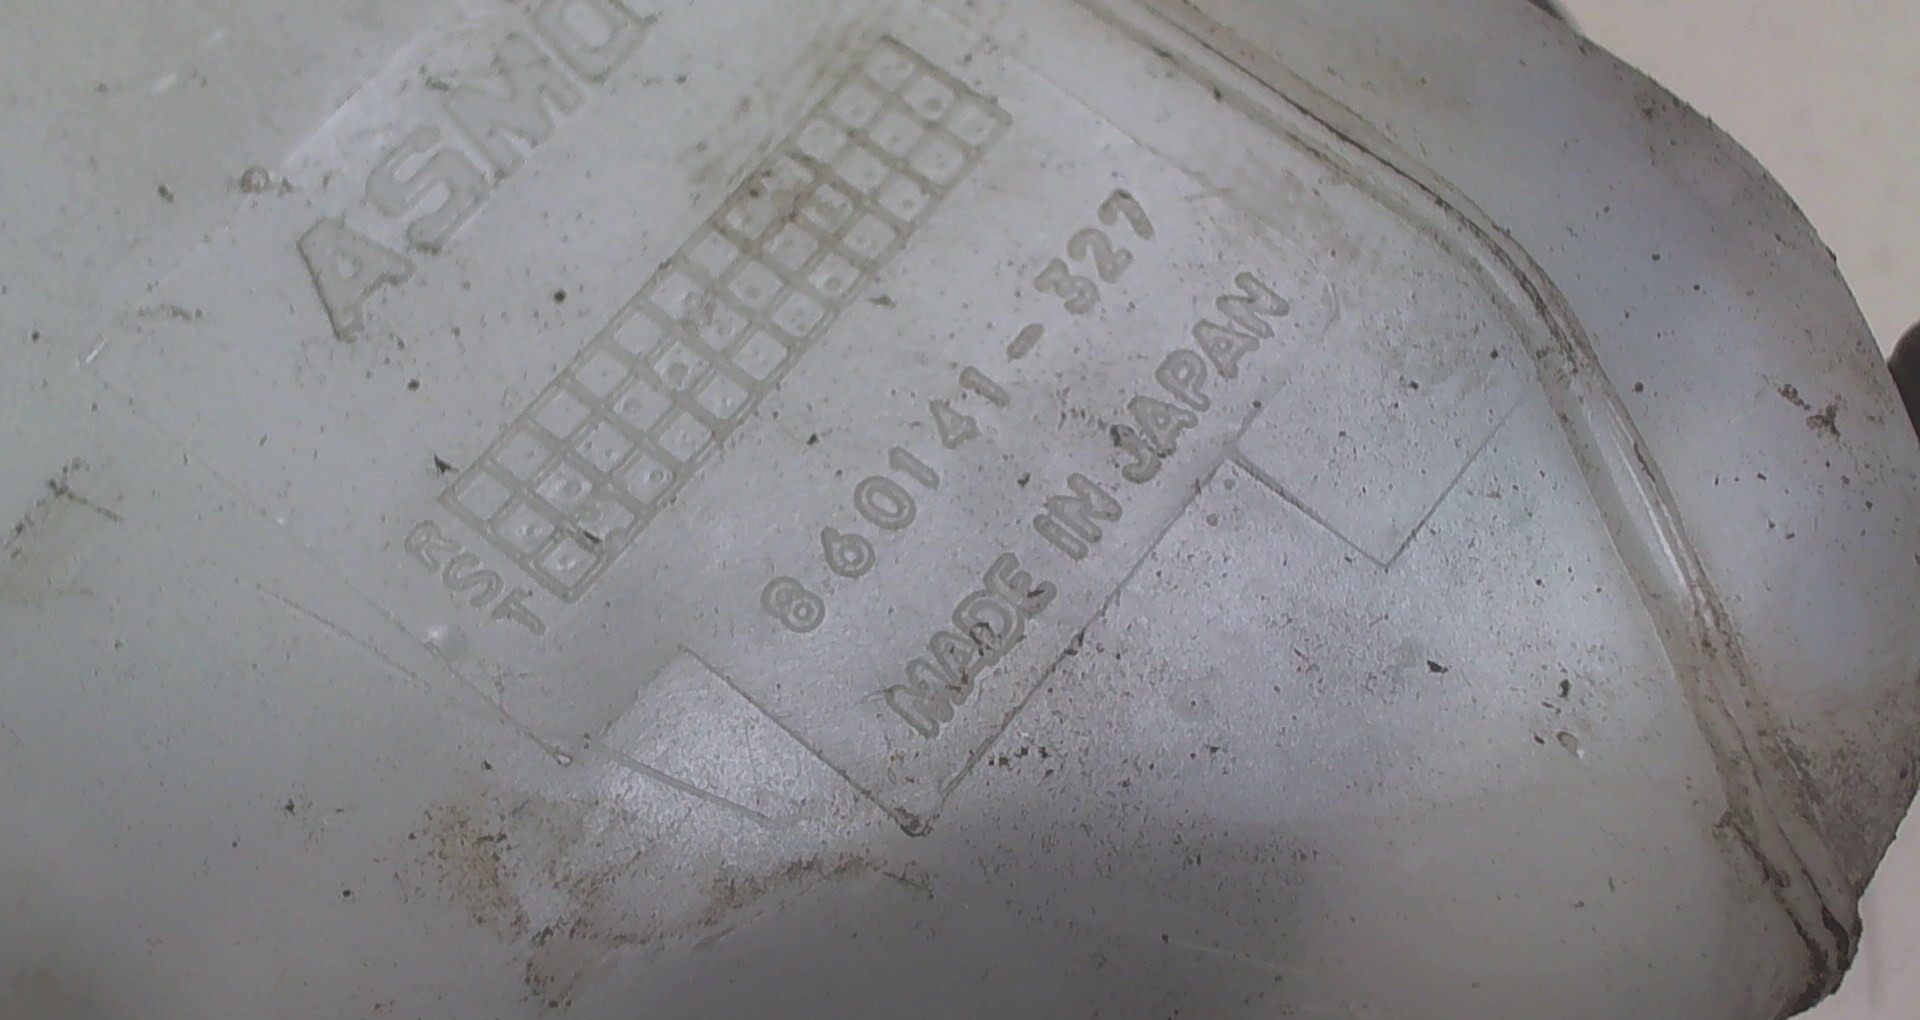 ASMO
R
S
T
860141-327
MADE IN JAPAN